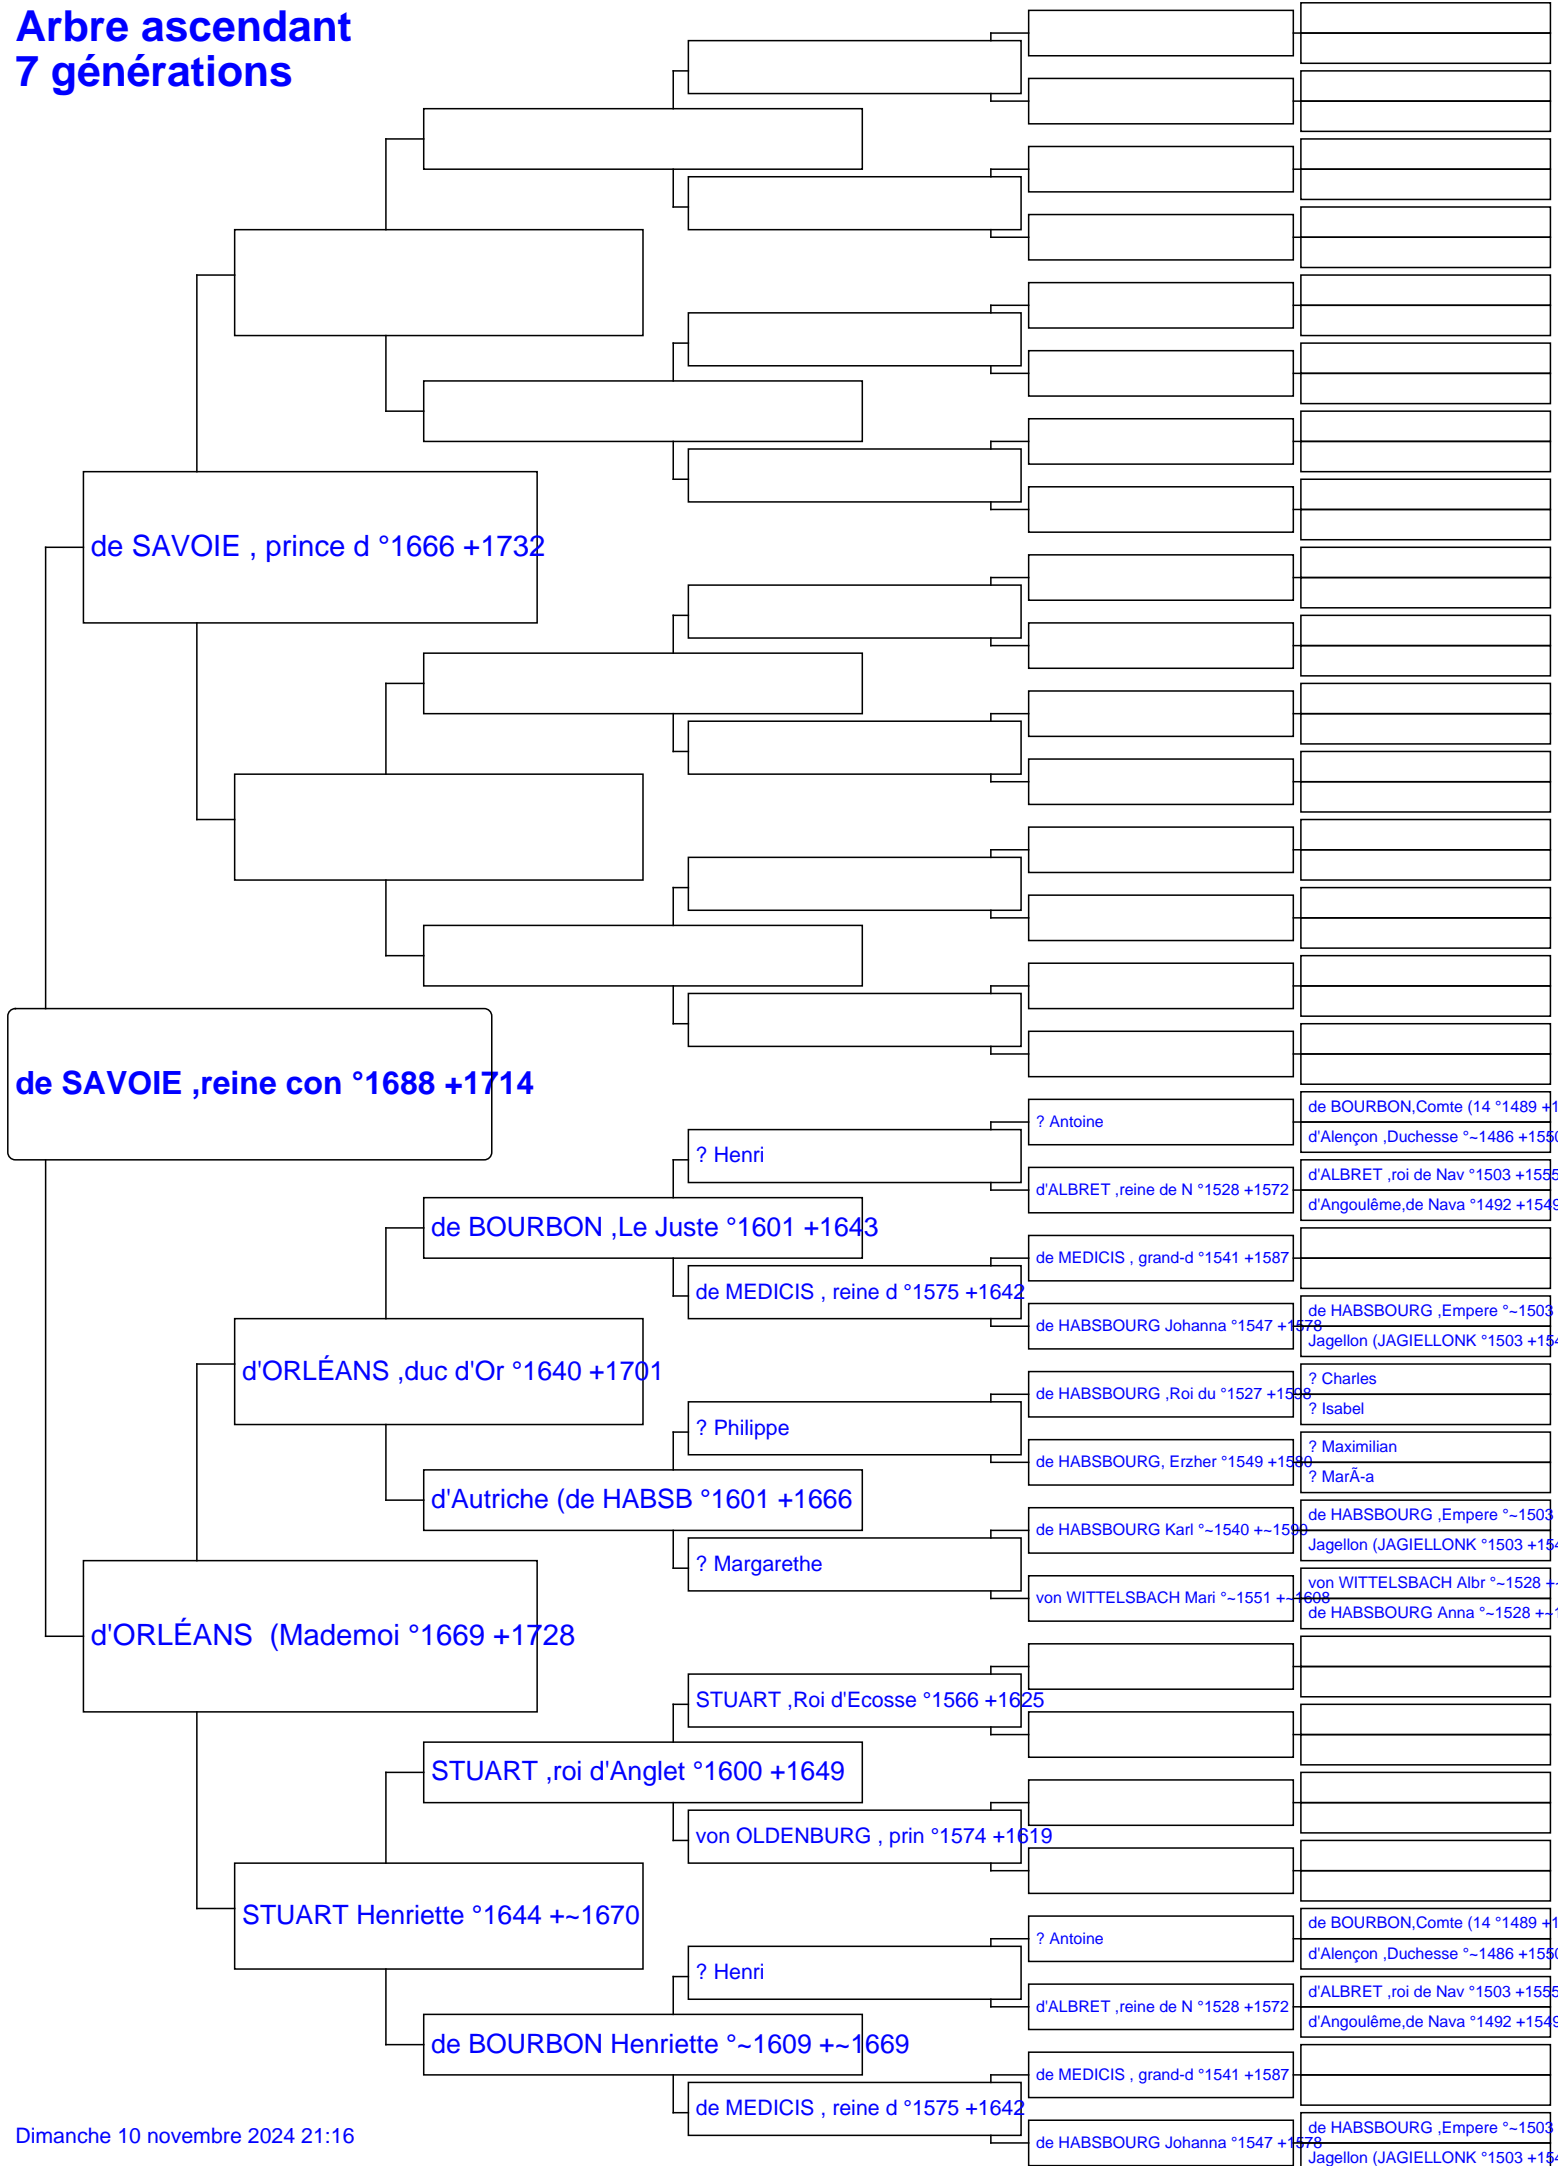 Arbre ascendant
7 générations
de SAVOIE , prince d °1666 +1732
de SAVOIE ,reine con °1688 +1714
de BOURBON,Comte (14 °1489 +1
? Antoine
d'Alençon ,Duchesse °~1486 +1550
? Henri
d'ALBRET ,roi de Nav °1503 +1555
d'ALBRET ,reine de N °1528 +1572
d'Angoulême,de Nava °1492 +1549
de BOURBON ,Le Juste °1601 +1643
de MEDICIS , grand-d °1541 +1587
de MEDICIS , reine d °1575 +1642
de HABSBOURG ,Empere °~1503
de HABSBOURG Johanna °1547 +1578
Jagellon (JAGIELLONK °1503 +154
d'ORLÉANS ,duc d'Or °1640 +1701
? Charles
de HABSBOURG ,Roi du °1527 +1598
? Isabel
? Philippe
? Maximilian
de HABSBOURG, Erzher °1549 +1580
? MarÃ-a
d'Autriche (de HABSB °1601 +1666
de HABSBOURG ,Empere °~1503
de HABSBOURG Karl °~1540 +~1590
Jagellon (JAGIELLONK °1503 +154
? Margarethe
von WITTELSBACH Albr °~1528 +~
von WITTELSBACH Mari °~1551 +~1608
de HABSBOURG Anna °~1528 +~1
d'ORLÉANS  (Mademoi °1669 +1728
STUART ,Roi d'Ecosse °1566 +1625
STUART ,roi d'Anglet °1600 +1649
von OLDENBURG , prin °1574 +1619
STUART Henriette °1644 +~1670
de BOURBON,Comte (14 °1489 +1
? Antoine
d'Alençon ,Duchesse °~1486 +1550
? Henri
d'ALBRET ,roi de Nav °1503 +1555
d'ALBRET ,reine de N °1528 +1572
d'Angoulême,de Nava °1492 +1549
de BOURBON Henriette °~1609 +~1669
de MEDICIS , grand-d °1541 +1587
de MEDICIS , reine d °1575 +1642
de HABSBOURG ,Empere °~1503
de HABSBOURG Johanna °1547 +1578
Jagellon (JAGIELLONK °1503 +154
Dimanche 10 novembre 2024 21:16